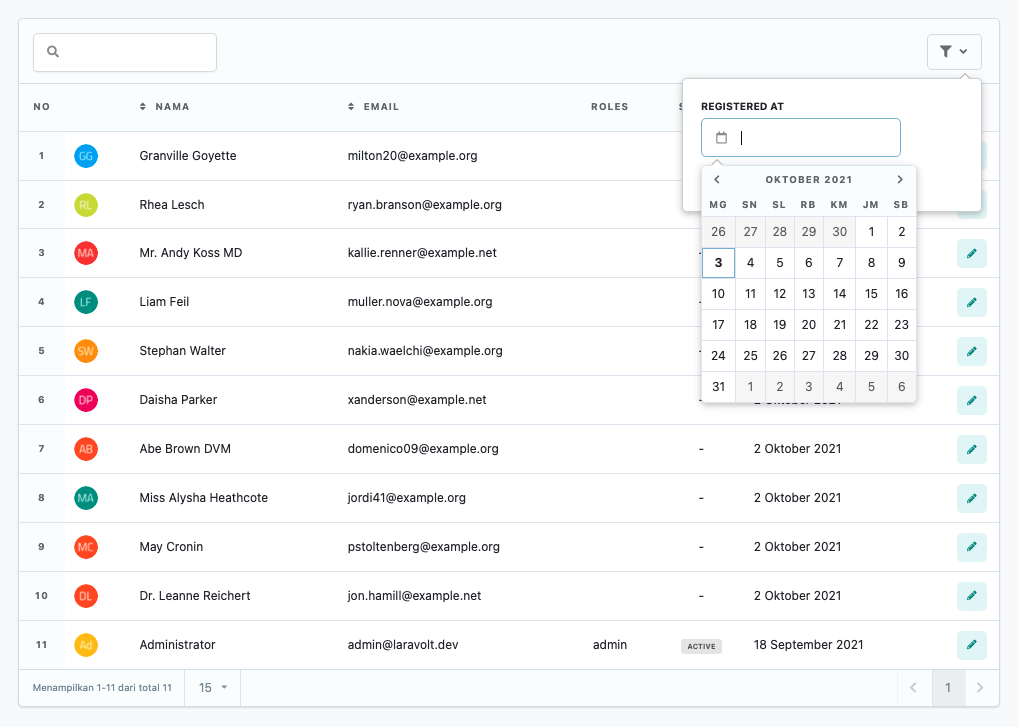 NO NAMA EMAIL ROLES S
REGISTERED AT
OKTOBER 2021
MG SN SL RB KM JM SB
26 27 28 29 30 1 2
3 4 5 6 7 8 9
10 11 12 13 14 15 16
17 18 19 20 21 22 23
24 25 26 27 28 29 30
31 1 2 3 4 5 6
1 GG Granville Goyette milton20@example.org
2 RL Rhea Lesch ryan.branson@example.org
3 MA Mr. Andy Koss MD kallie.renner@example.net -
4 LF Liam Feil muller.nova@example.org -
5 SW Stephan Walter nakia.waelchi@example.org -
6 DP Daisha Parker xanderson@example.net - 2 Oktober 2021
7 AB Abe Brown DVM domenico09@example.org - 2 Oktober 2021
8 MA Miss Alysha Heathcote jordi41@example.org - 2 Oktober 2021
9 MC May Cronin pstoltenberg@example.org - 2 Oktober 2021
10 DL Dr. Leanne Reichert jon.hamill@example.net - 2 Oktober 2021
11 Ad Administrator admin@laravolt.dev admin ACTIVE 18 September 2021
Menampilkan 1-11 dari total 11 15 1